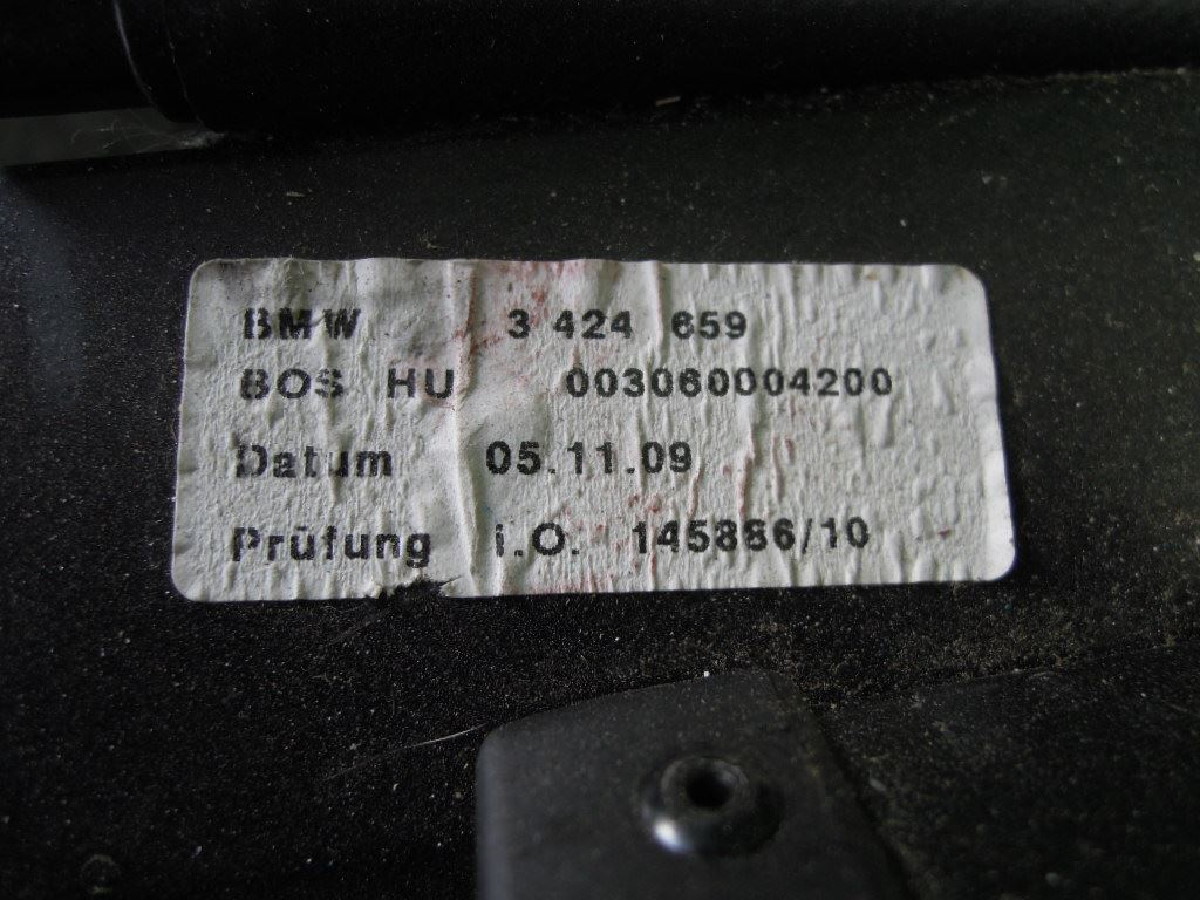 BMW 3 424 659
BOS HU 003060004200
Datum 05.11.09
Prüfung i.O. 145886/10